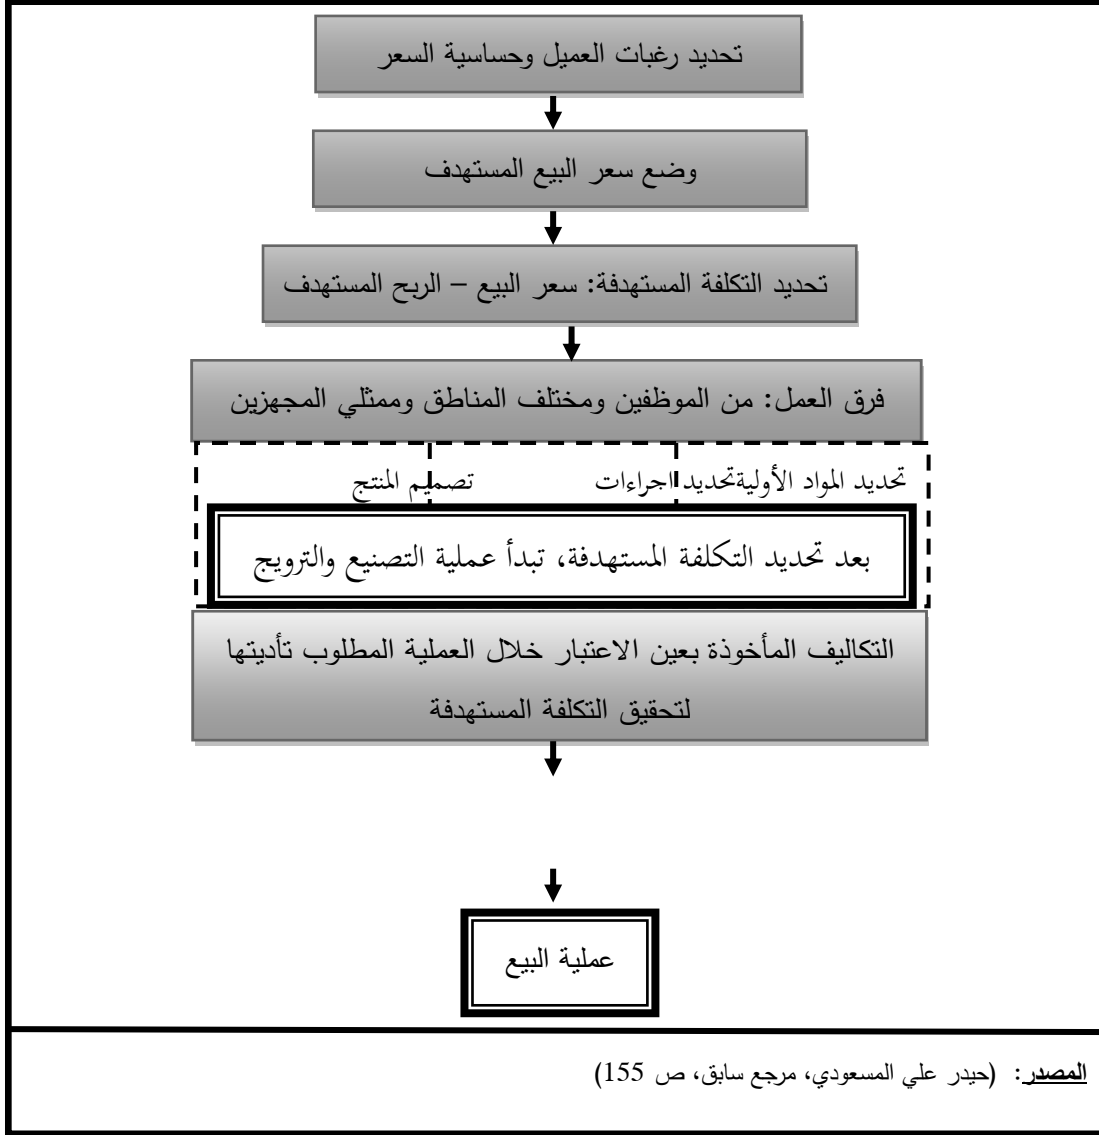 تحديد رغبات العميل وحساسية السعر
وضع سعر البيع المستهدف
تحديد التكلفة المستهدفة: سعر البيع – الربح المستهدف
فرق العمل: من الموظفين ومختلف المناطق وممثلي المجهزين
تحديد المواد الأولية
تحديد اجراءات
تصميم المنتج
بعد تحديد التكلفة المستهدفة، تبدأ عملية التصنيع والترويج
التكاليف المأخوذة بعين الاعتبار خلال العملية المطلوب تأديتها
لتحقيق التكلفة المستهدفة
عملية البيع
المصدر: (حيدر علي المسعودي، مرجع سابق، ص 155)